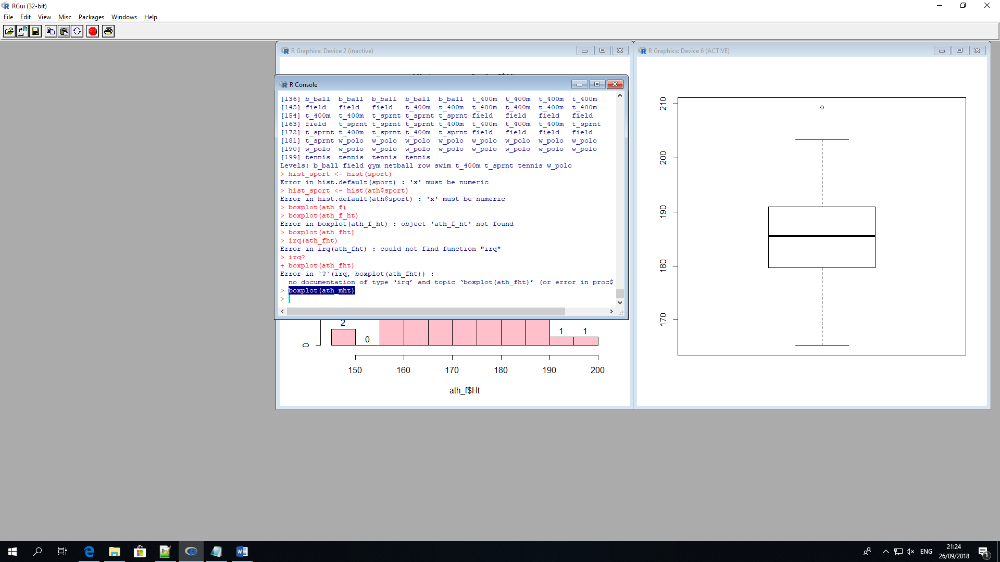 RGui (32-bit)
File Edit View Misc Packages Windows Help
STOP
R Graphics: Device 2 (inactive)
R Graphics: Device 6 (ACTIVE)
R Console
[136] b_ball b_ball b_ball b_ball b_ball t_400m t_400m t_400m t_400m
[145] field field field t_400m t_400m t_400m t_400m t_400m t_400m
[154] t_400m t_400m t_sprnt t_sprnt t_sprnt field field field field
[163] field t_sprnt t_sprnt t_sprnt t_400m t_400m t_400m t_400m t_sprnt
[172] t_sprnt t_400m t_sprnt t_400m t_sprnt field field field field
[181] t_sprnt w_polo w_polo w_polo w_polo w_polo w_polo w_polo w_polo
[190] w_polo w_polo w_polo w_polo w_polo w_polo w_polo w_polo w_polo
[199] tennis tennis tennis tennis
Levels: b_ball field gym netball row swim t_400m t_sprnt tennis w_polo
> hist_sport <- hist(sport)
Error in hist.default(sport) : 'x' must be numeric
> hist_sport <- hist(ath$sport)
Error in hist.default(ath$sport) : 'x' must be numeric
> boxplot(ath_f)
> boxplot(ath_f_ht)
Error in boxplot(ath_f_ht) : object 'ath_f_ht' not found
> boxplot(ath_fht)
> irq(ath_fht)
Error in irq(ath_fht) : could not find function "irq"
> irq?
+ boxplot(ath_fht)
Error in `?`(irq, boxplot(ath_fht)) :
no documentation of type ‘irq’ and topic ‘boxplot(ath_fht)’ (or error in proc$
> boxplot(ath_mht)
>
2
0
1
1
0
150 160 170 180 190 200
ath_f$Ht
210
200
190
180
170
ENG
21:24
26/09/2018
1